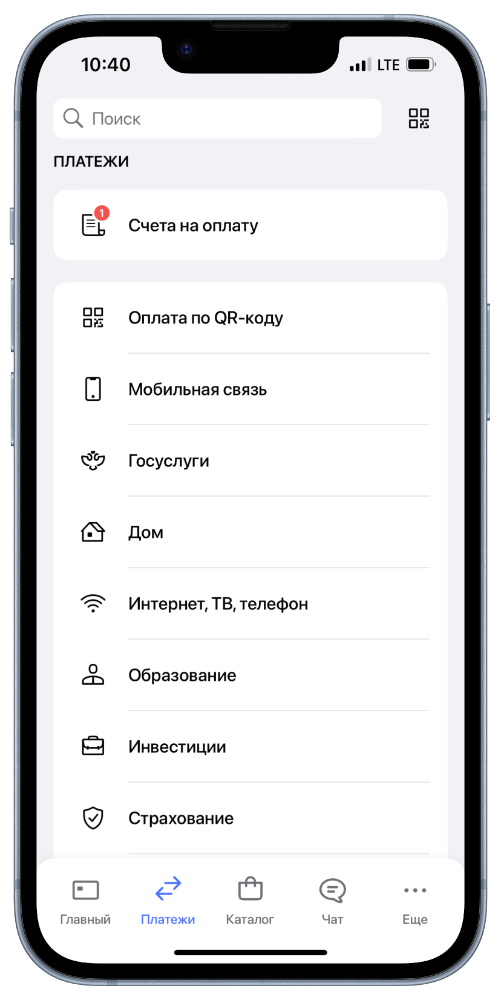 10:40
LTE
Поиск
ПЛАТЕЖИ
1
Счета на оплату
Оплата по QR-коду
Мобильная связь
Госуслуги
Дом
Интернет, ТВ, телефон
Образование
Инвестиции
Страхование
Главный
Платежи
Каталог
Чат
Еще